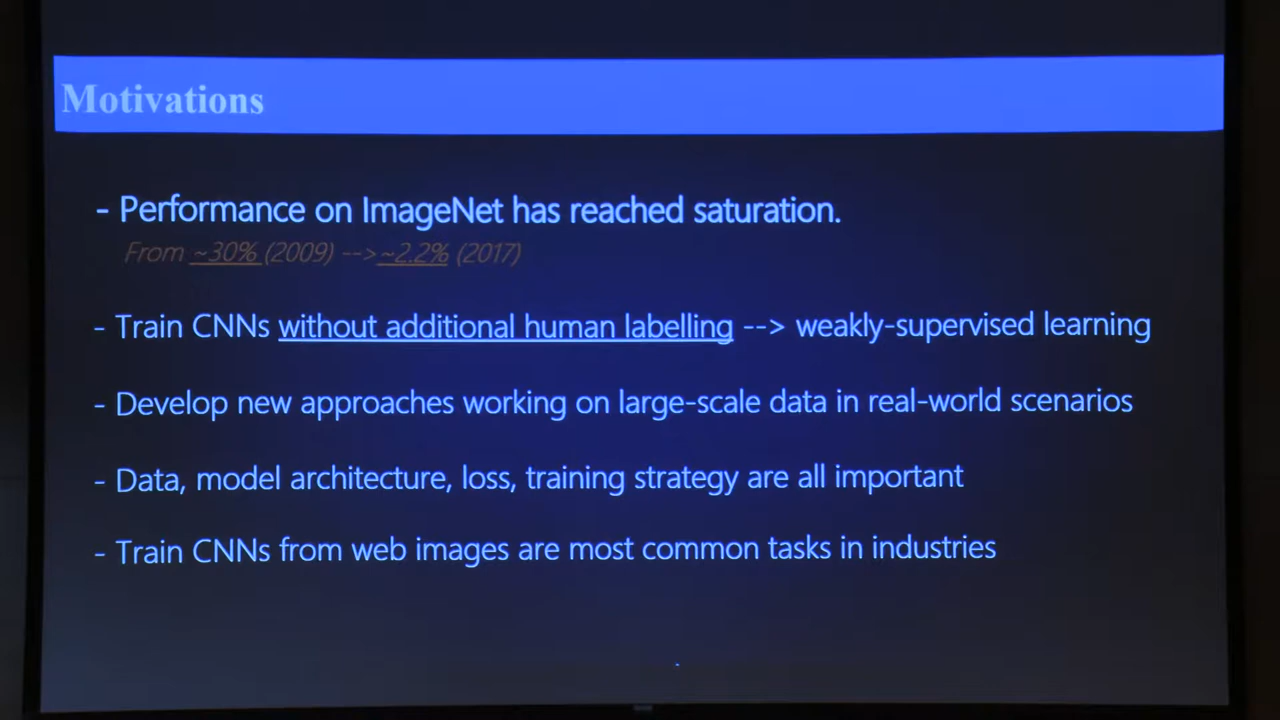 Motivations
- Performance on ImageNet has reached saturation.
From ~30% (2009) -->~2.2% (2017)
- Train CNNs without additional human labelling --> weakly-supervised learning
- Develop new approaches working on large-scale data in real-world scenarios
- Data, model architecture, loss, training strategy are all important
- Train CNNs from web images are most common tasks in industries